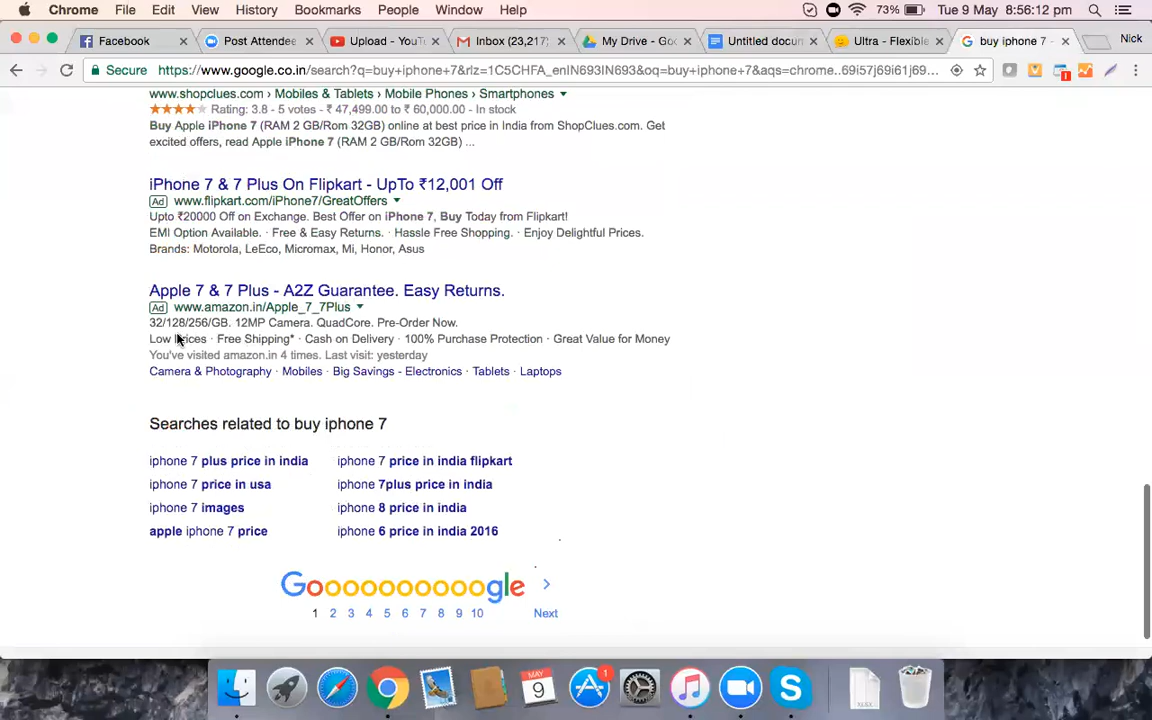 Chrome File Edit View History Bookmarks People Window Help 73% Tue 9 May 8:56:12 pm
Facebook Post Attendee Upload - YouT Inbox (23,217) My Drive - Goo Untitled docum Ultra - Flexible buy iphone 7 - Nick
Secure https://www.google.co.in/search?q=buy+iphone+7&rlz=1C5CHFA_enIN693IN693&oq=buy+iphone+7&aqs=chrome..69i57j69i61j69...
www.shopclues.com › Mobiles & Tablets › Mobile Phones › Smartphones
Rating: 3.8 - 5 votes - ₹ 47,499.00 to ₹ 60,000.00 - In stock
Buy Apple iPhone 7 (RAM 2 GB/Rom 32GB) online at best price in India from ShopClues.com. Get
excited offers, read Apple iPhone 7 (RAM 2 GB/Rom 32GB) ...
iPhone 7 & 7 Plus On Flipkart - UpTo ₹12,001 Off
Ad www.flipkart.com/iPhone7/GreatOffers
Upto ₹20000 Off on Exchange. Best Offer on iPhone 7, Buy Today from Flipkart!
EMI Option Available. · Free & Easy Returns. · Hassle Free Shopping. · Enjoy Delightful Prices.
Brands: Motorola, LeEco, Micromax, Mi, Honor, Asus
Apple 7 & 7 Plus - A2Z Guarantee. Easy Returns.
Ad www.amazon.in/Apple_7_7Plus
32/128/256/GB. 12MP Camera. QuadCore. Pre-Order Now.
Low Prices · Free Shipping* · Cash on Delivery · 100% Purchase Protection · Great Value for Money
You've visited amazon.in 4 times. Last visit: yesterday
Camera & Photography · Mobiles · Big Savings - Electronics · Tablets · Laptops
Searches related to buy iphone 7
iphone 7 plus price in india iphone 7 price in india flipkart
iphone 7 price in usa iphone 7plus price in india
iphone 7 images iphone 8 price in india
apple iphone 7 price iphone 6 price in india 2016
Goooooooooogle
1 2 3 4 5 6 7 8 9 10 Next
1
MAY
9